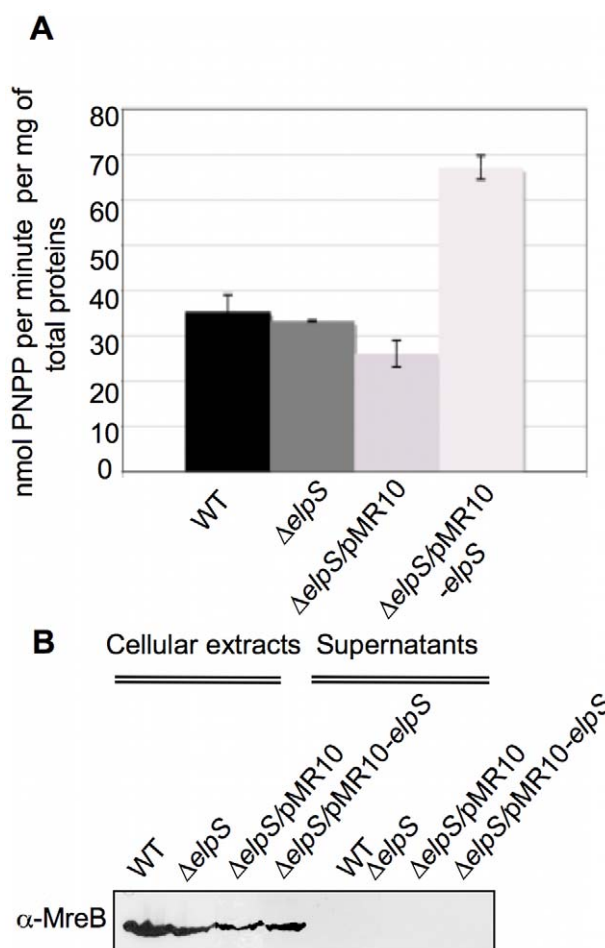 A
nmol PNPP per minute per mg of
total proteins
80
70
60
50
40
30
20
10
0
WT
ΔelpS
ΔelpS/pMR10
ΔelpS/pMR10
-elpS
B
Cellular extracts
Supernatants
WT
ΔelpS
ΔelpS/pMR10
ΔelpS/pMR10-elpS
WT
ΔelpS
ΔelpS/pMR10
ΔelpS/pMR10-elpS
α-MreB